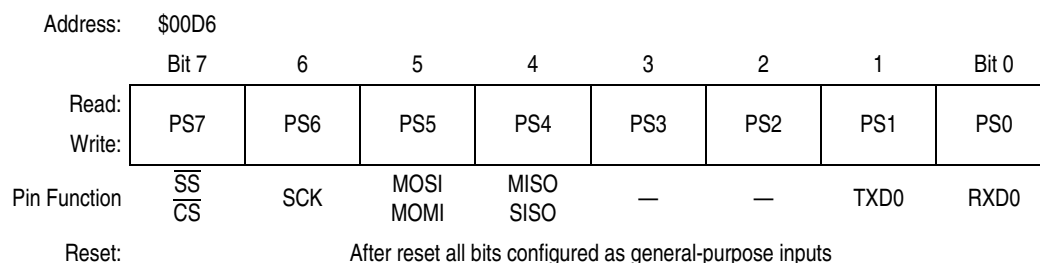 Address: $00D6
Bit 7 6 5 4 3 2 1 Bit 0
Read:
PS7 PS6 PS5 PS4 PS3 PS2 PS1 PS0
Write:
Pin Function SS CS SCK MOSI MOMI MISO SISO — — TXD0 RXD0
Reset: After reset all bits configured as general-purpose inputs